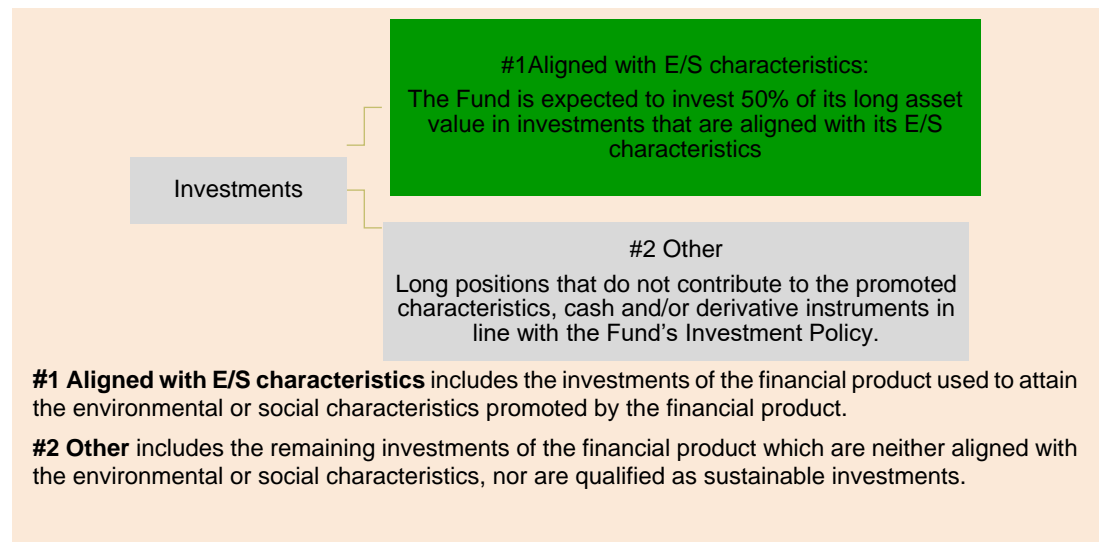 #1Aligned with E/S characteristics:
The Fund is expected to invest 50% of its long asset
value in investments that are aligned with its E/S
characteristics
Investments
#2 Other
Long positions that do not contribute to the promoted
characteristics, cash and/or derivative instruments in
line with the Fund’s Investment Policy.
#1 Aligned with E/S characteristics includes the investments of the financial product used to attain
the environmental or social characteristics promoted by the financial product.
#2 Other includes the remaining investments of the financial product which are neither aligned with
the environmental or social characteristics, nor are qualified as sustainable investments.